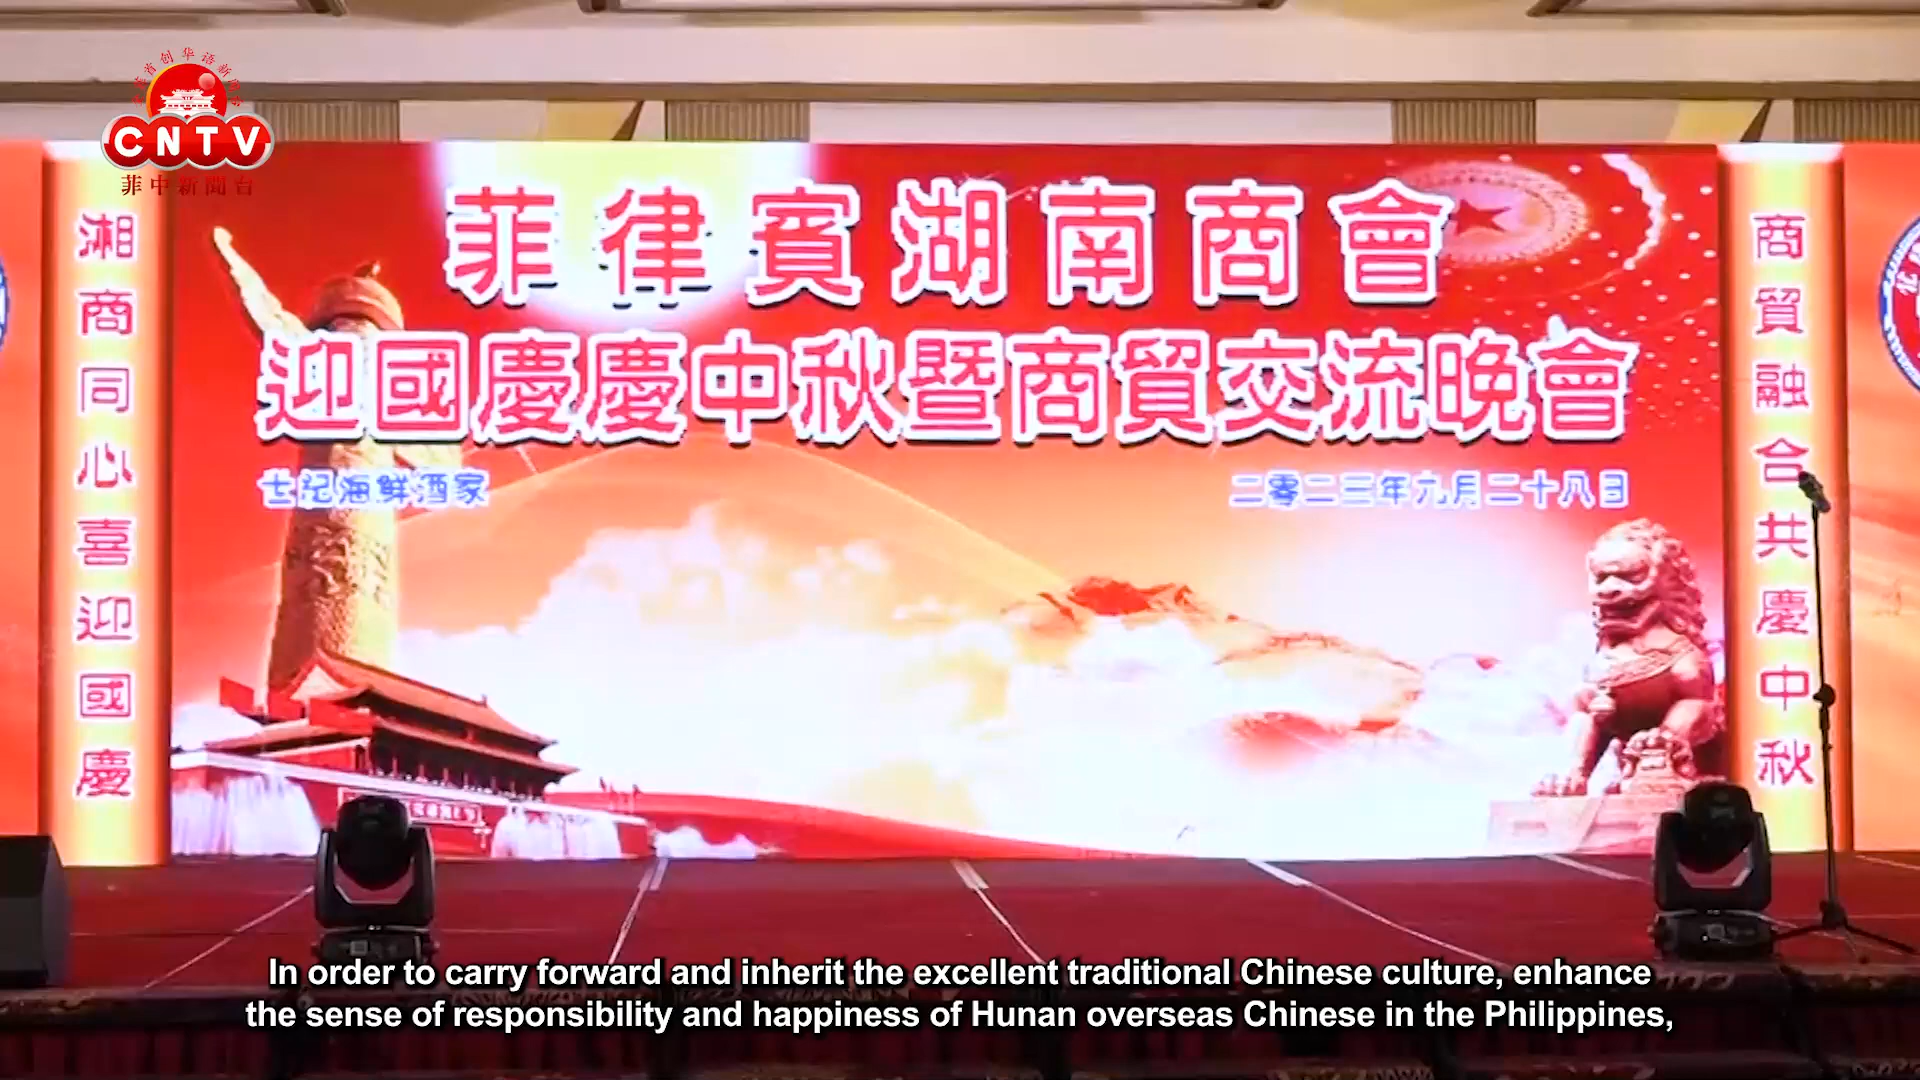 CNTV
菲中新聞台
菲律賓湖南商會
迎國慶慶中秋暨商貿交流晚會
世記海鮮酒家
二零二三年九月二十八日
湘商同心喜迎國慶
商貿融合共慶中秋
In order to carry forward and inherit the excellent traditional Chinese culture, enhance
the sense of responsibility and happiness of Hunan overseas Chinese in the Philippines,